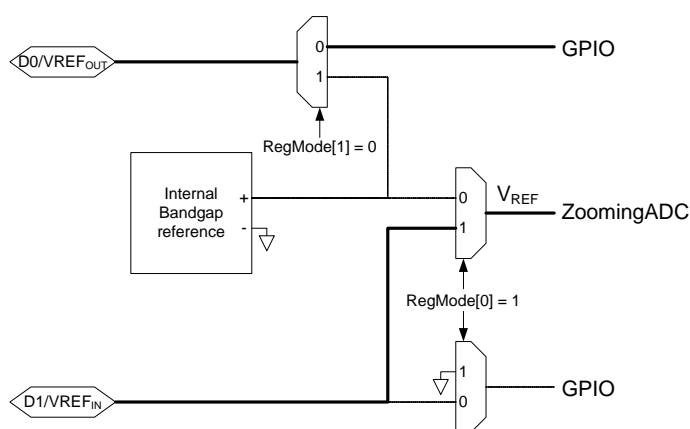 D0/VREFOUT
0
1
GPIO
RegMode[1] = 0
Internal
Bandgap
reference
+
-
0
1
VREF
ZoomingADC
RegMode[0] = 1
D1/VREFIN
1
0
GPIO